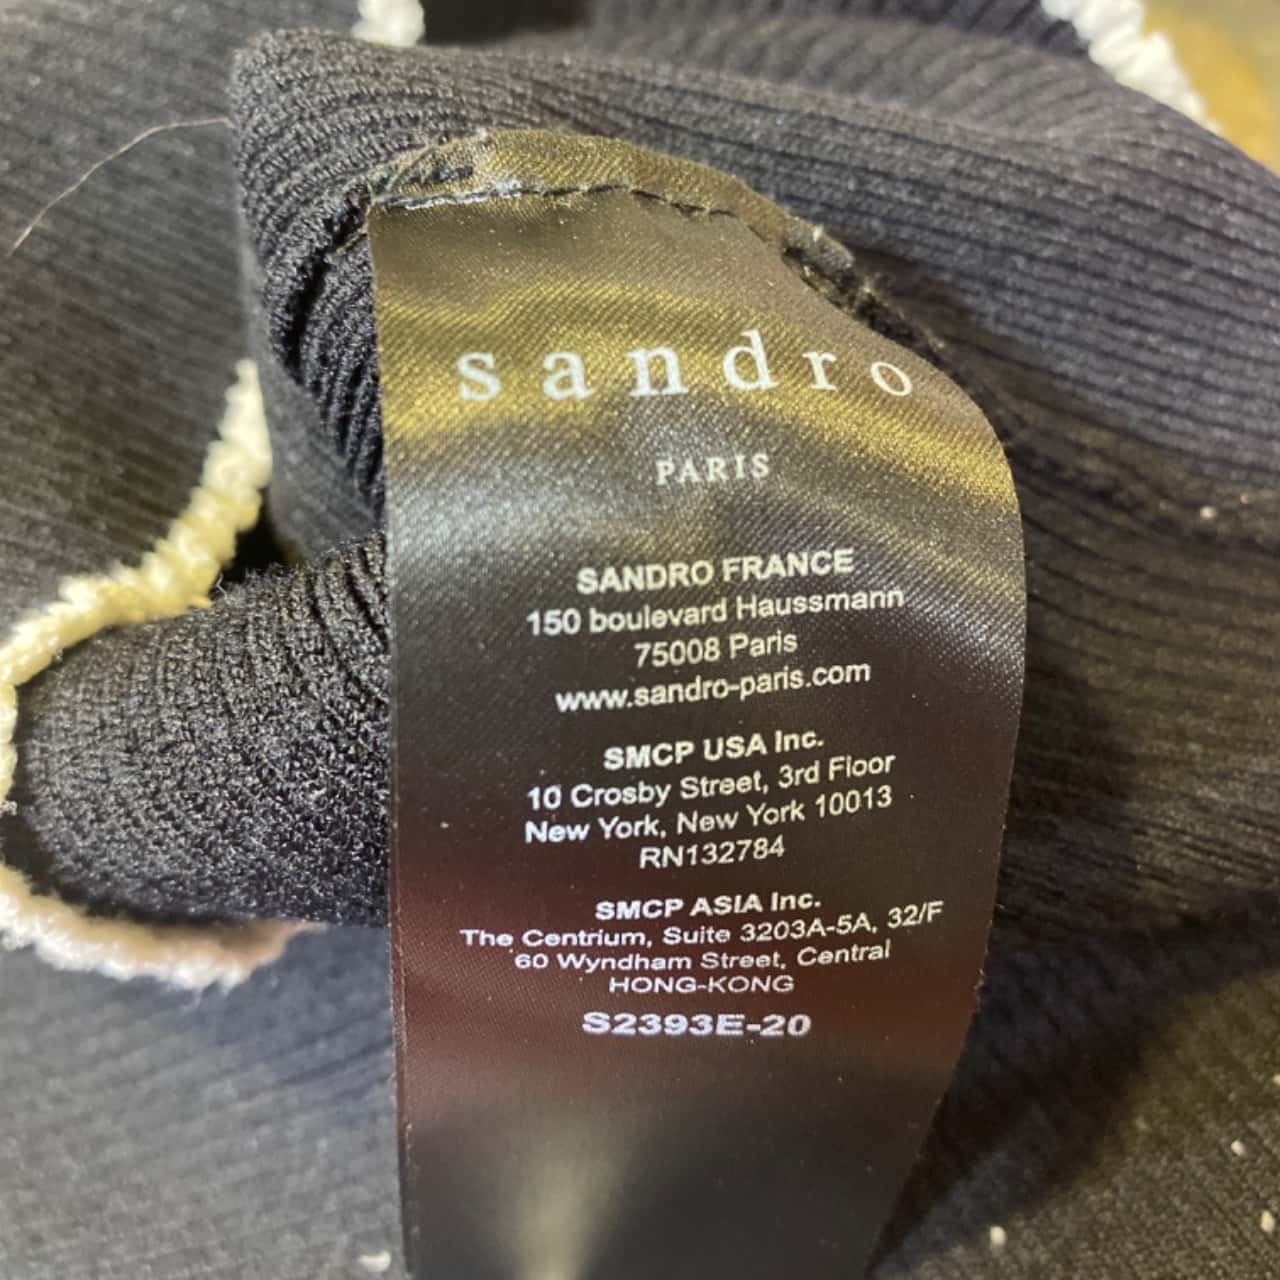 sandro
PARIS
SANDRO FRANCE
150 boulevard Haussmann
75008 Paris
www.sandro-paris.com
SMCP USA Inc.
10 Crosby Street, 3rd Floor
New York, New York 10013
RN132784
SMCP ASIA Inc.
The Centrium, Suite 3203A-5A, 32/F
60 Wyndham Street, Central
HONG-KONG
S2393E-20